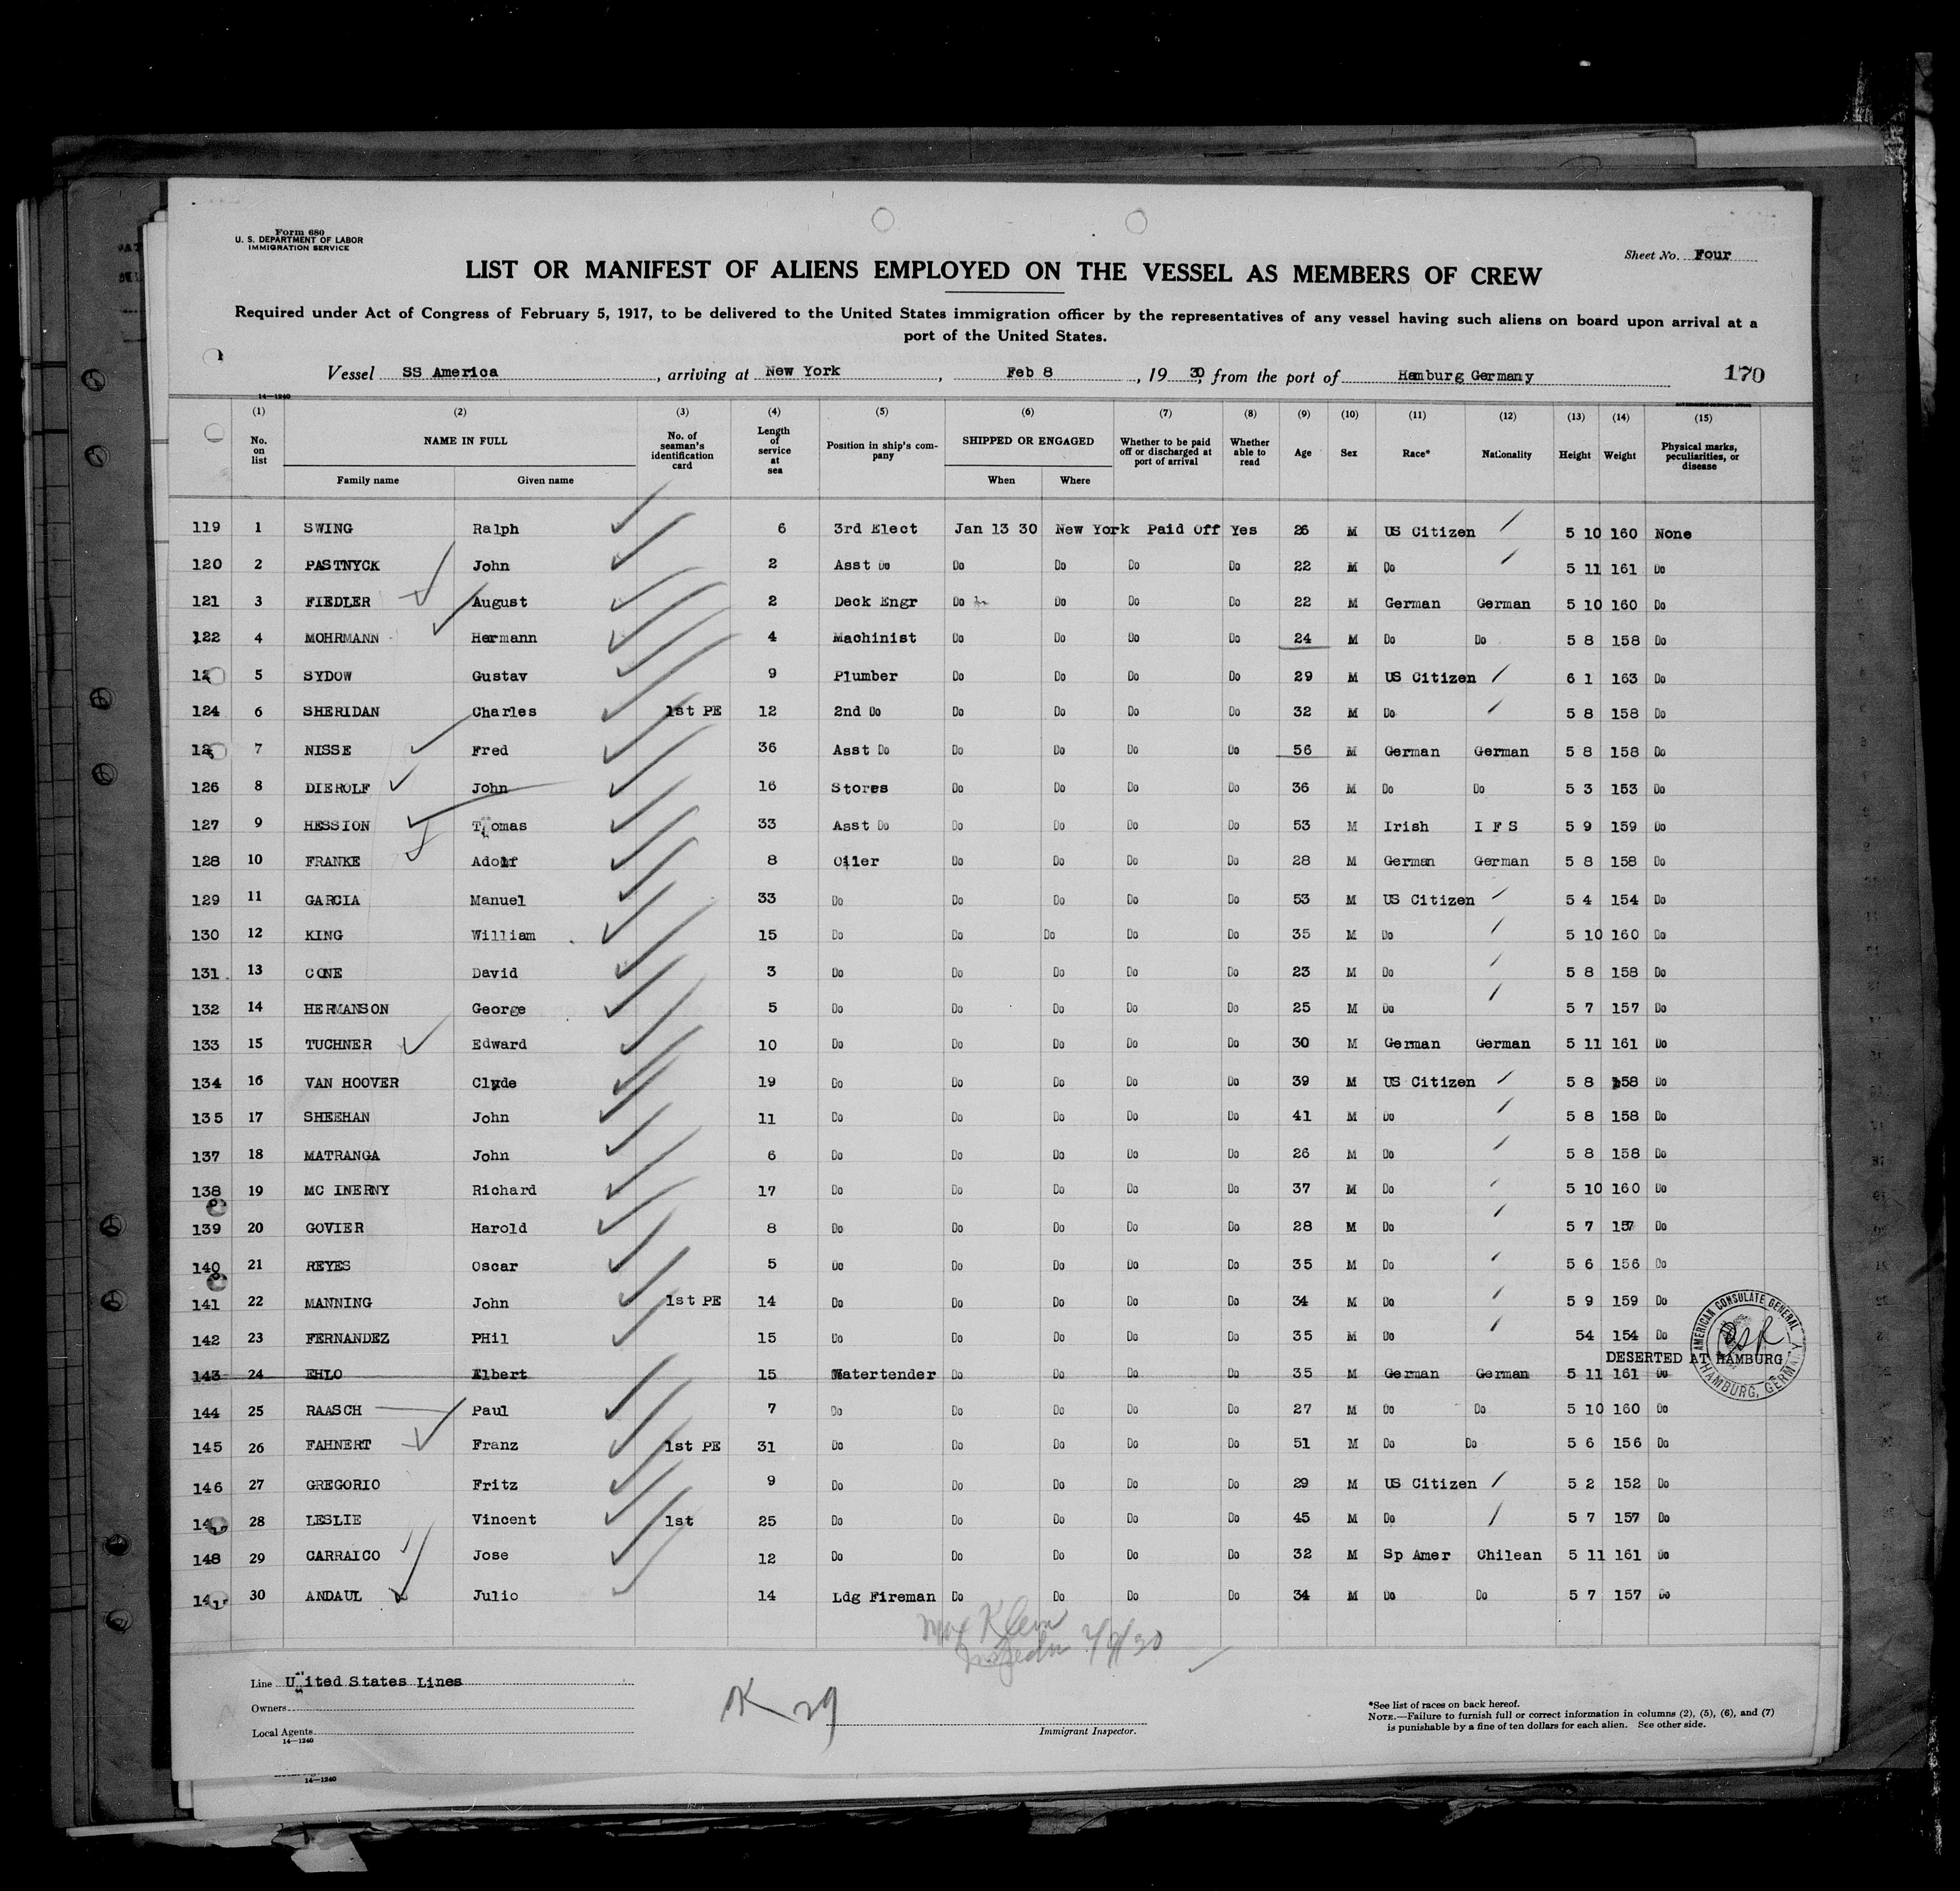 Form 680
U. S. DEPARTMENT OF LABOR
IMMIGRATION SERVICE
Sheet No. Four
LIST OR MANIFEST OF ALIENS EMPLOYED ON THE VESSEL AS MEMBERS OF CREW
Required under Act of Congress of February 5, 1917, to be delivered to the United States immigration officer by the representatives of any vessel having such aliens on board upon arrival at a
port of the United States.
Vessel SS America, arriving at New York, Feb 8, 1930, from the port of Hamburg Germany 170
14—1240
(1) (2) (3) (4) (5) (6) (7) (8) (9) (10) (11) (12) (13) (14) (15)
No. on list NAME IN FULL Family name Given name No. of seaman's identification card Length of service at sea Position in ship's company SHIPPED OR ENGAGED When Where Whether to be paid off or discharged at port of arrival Whether able to read Age Sex Race* Nationality Height Weight Physical marks, peculiarities, or disease
119 1 SWING Ralph 6 3rd Elect Jan 13 30 New York Paid Off Yes 26 M US Citizen 5 10 160 None
120 2 PASTNYCK John 2 Asst Do Do Do Do Do 22 M Do 5 11 161 Do
121 3 FIEDLER August 2 Deck Engr Do Do Do Do 22 M German German 5 10 160 Do
122 4 MOHRMANN Hermann 4 Machinist Do Do Do Do 24 M Do Do 5 8 158 Do
12 5 SYDOW Gustav 9 Plumber Do Do Do Do 29 M US Citizen 6 1 163 Do
124 6 SHERIDAN Charles 1st PE 12 2nd Do Do Do Do Do 32 M Do 5 8 158 Do
12 7 NISSE Fred 36 Asst Do Do Do Do Do 56 M German German 5 8 158 Do
126 8 DIEROLF John 16 Stores Do Do Do Do 36 M Do Do 5 3 153 Do
127 9 HESSION Thomas 33 Asst Do Do Do Do Do 53 M Irish I F S 5 9 159 Do
128 10 FRANKE Adolf 8 Oiler Do Do Do Do 28 M German German 5 8 158 Do
129 11 GARCIA Manuel 33 Do Do Do Do Do 53 M US Citizen 5 4 154 Do
130 12 KING William 15 Do Do Do Do Do 35 M Do 5 10 160 Do
131 13 CONE David 3 Do Do Do Do Do 23 M Do 5 8 158 Do
132 14 HERMANSON George 5 Do Do Do Do Do 25 M Do 5 7 157 Do
133 15 TUCHNER Edward 10 Do Do Do Do Do 30 M German German 5 11 161 Do
134 16 VAN HOOVER Clyde 19 Do Do Do Do Do 39 M US Citizen 5 8 158 Do
135 17 SHEEHAN John 11 Do Do Do Do Do 41 M Do 5 8 158 Do
137 18 MATRANGA John 6 Do Do Do Do Do 26 M Do 5 8 158 Do
138 19 MC INERNY Richard 17 Do Do Do Do Do 37 M Do 5 10 160 Do
139 20 GOVIER Harold 8 Do Do Do Do Do 28 M Do 5 7 157 Do
140 21 REYES Oscar 5 Do Do Do Do Do 35 M Do 5 6 156 Do
141 22 MANNING John 1st PE 14 Do Do Do Do Do 34 M Do 5 9 159 Do
142 23 FERNANDEZ PHil 15 Do Do Do Do Do 35 M Do 54 154 Do
DESERTED AT HAMBURG
AMERICAN CONSULATE GENERAL HAMBURG, GERMANY
143 24 EHLO Albert 15 Watertender Do Do Do Do 35 M German German 5 11 161 Do
144 25 RAASCH Paul 7 Do Do Do Do Do 27 M Do Do 5 10 160 Do
145 26 FAHNERT Franz 1st PE 31 Do Do Do Do Do 51 M Do Do 5 6 156 Do
146 27 GREGORIO Fritz 9 Do Do Do Do Do 29 M US Citizen 5 2 152 Do
14 28 LESLIE Vincent 1st 25 Do Do Do Do Do 45 M Do 5 7 157 Do
148 29 CARRAICO Jose 12 Do Do Do Do Do 32 M Sp Amer Chilean 5 11 161 Do
14 30 ANDAUL Julio 14 Ldg Fireman Do Do Do Do 34 M Do Do 5 7 157 Do
Klein
Line United States Lines
Owners
Local Agents
14—1240
K 29
Immigrant Inspector.
*See list of races on back hereof.
NOTE.—Failure to furnish full or correct information in columns (2), (5), (6), and (7)
is punishable by a fine of ten dollars for each alien. See other side.
14—1240